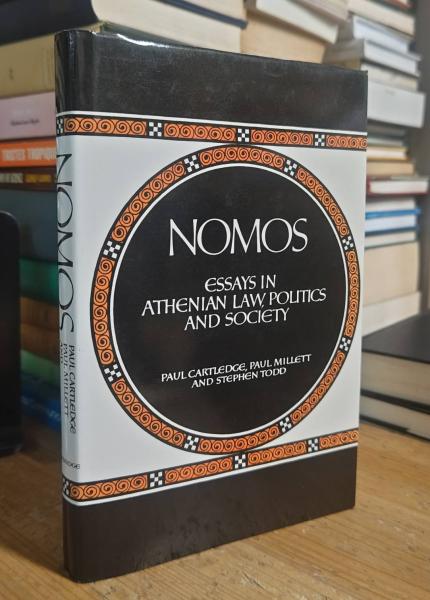 NOMOS
ESSAYS IN
ATHENIAN LAW, POLITICS
AND SOCIETY
PAUL CARTLEDGE, PAUL MILLETT
AND STEPHEN TODD
NOMOS
PAUL CARTLEDGE
PAUL MILLETT